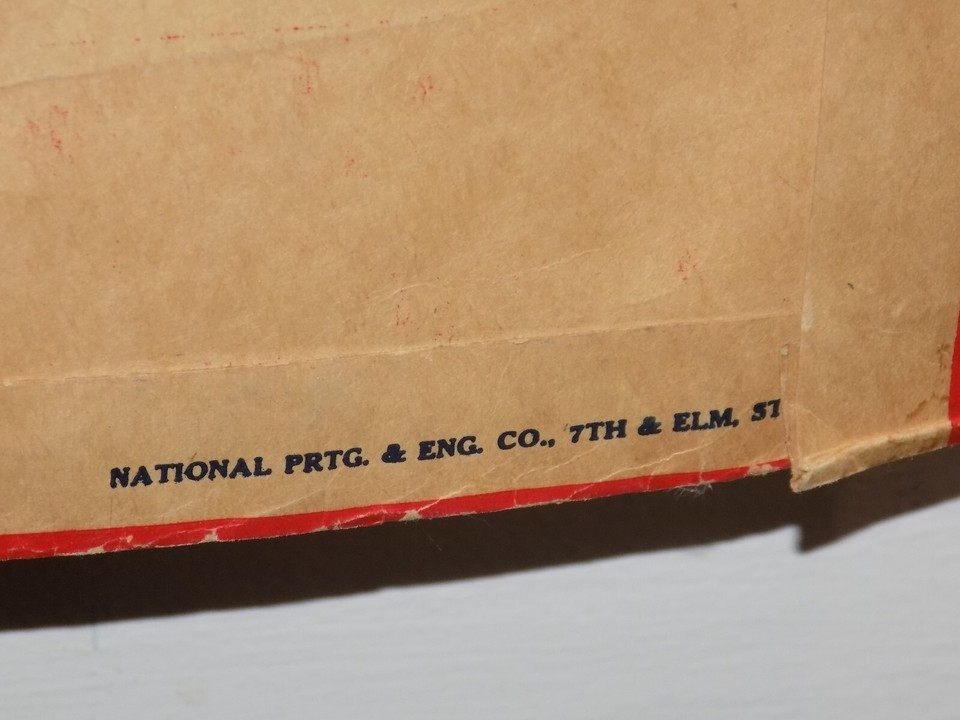 NATIONAL PRTG. & ENG. CO., 7TH & ELM, ST